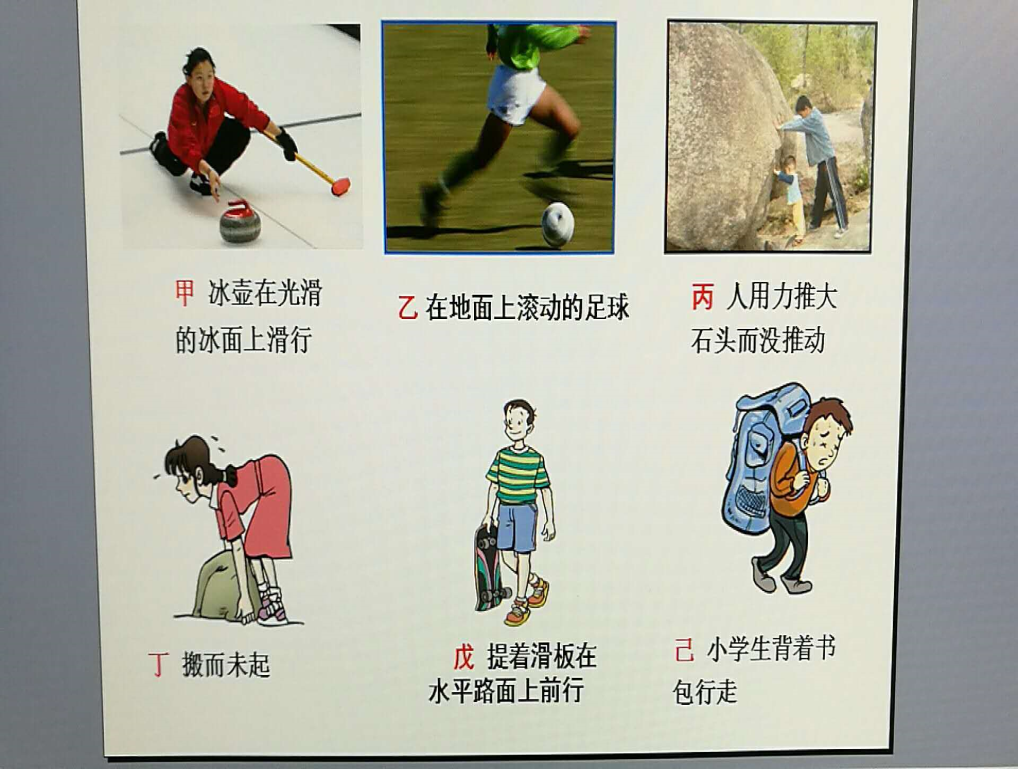 甲 冰壶在光滑
的冰面上滑行
乙 在地面上滚动的足球
丙 人用力推大
石头而没推动
丁 搬而未起
戊 提着滑板在
水平路面上前行
己 小学生背着书
包行走